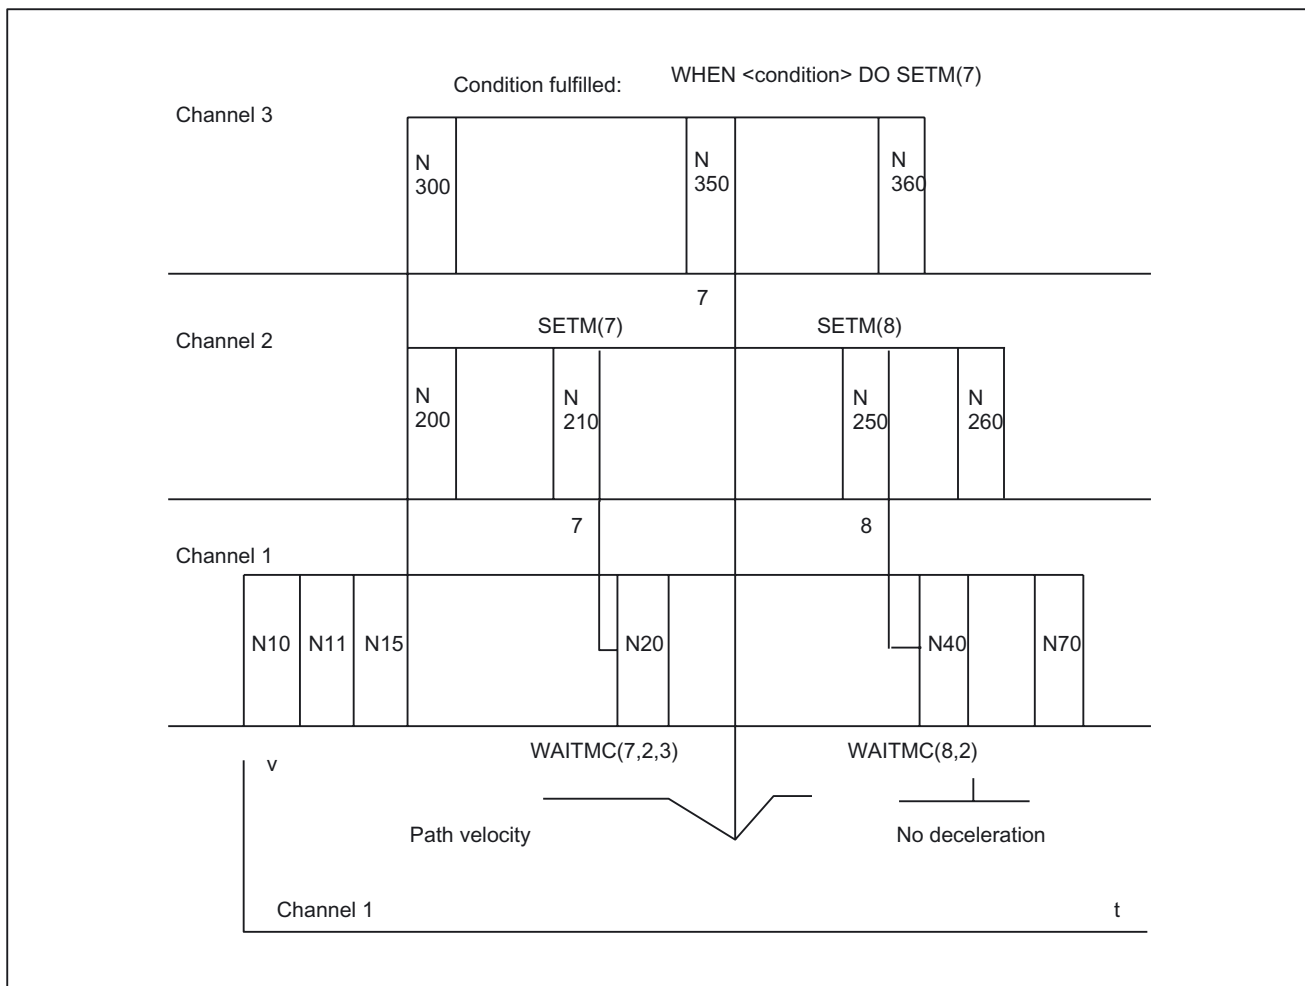 WHEN <condition> DO SETM(7)
Condition fulfilled:
Channel 3
N
300
N
350
N
360
7
SETM(7)
SETM(8)
Channel 2
N
200
N
210
N
250
N
260
7
8
Channel 1
N10
N11
N15
N20
N40
N70
WAITMC(7,2,3)
WAITMC(8,2)
v
Path velocity
No deceleration
Channel 1
t